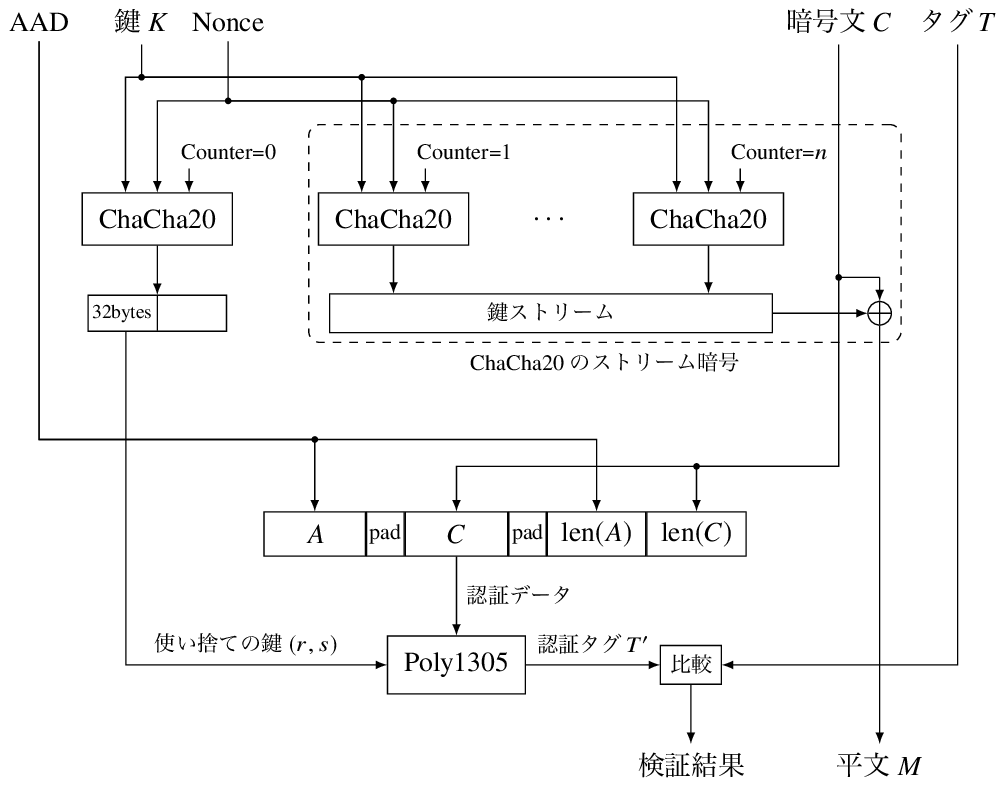 AAD 鍵 K Nonce 暗号文 C タグ T
Counter=0 Counter=1 Counter=n
ChaCha20 ChaCha20 ··· ChaCha20
32bytes 鍵ストリーム
ChaCha20 のストリーム暗号
A pad C pad len(A) len(C)
認証データ
使い捨ての鍵 (r, s) Poly1305 認証タグ T′ 比較
検証結果 平文 M